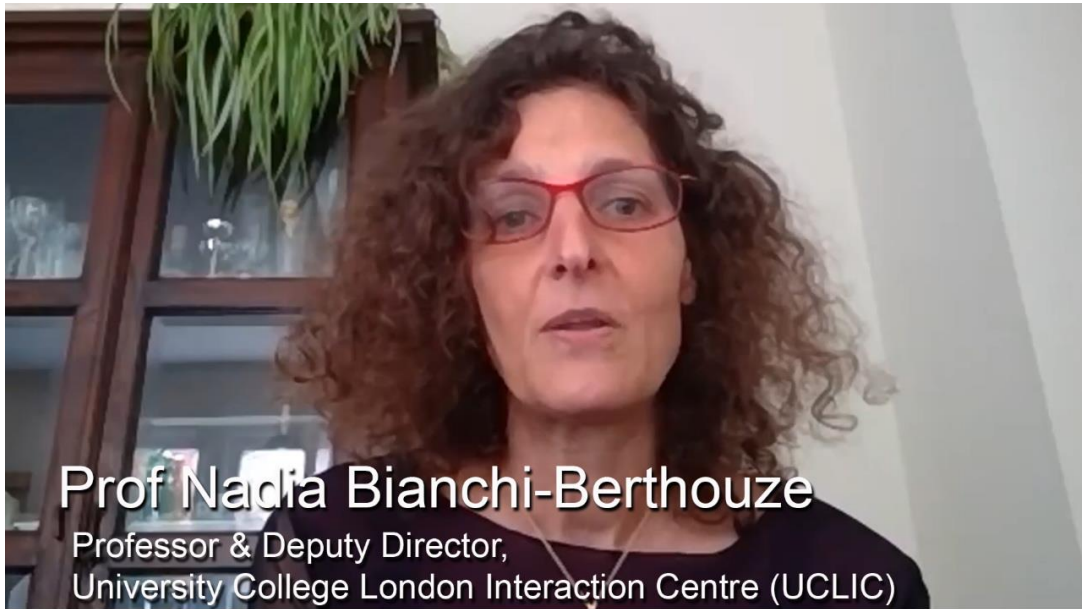 Prof Nadia Bianchi-Berthouze
Professor & Deputy Director,
University College London Interaction Centre (UCLIC)